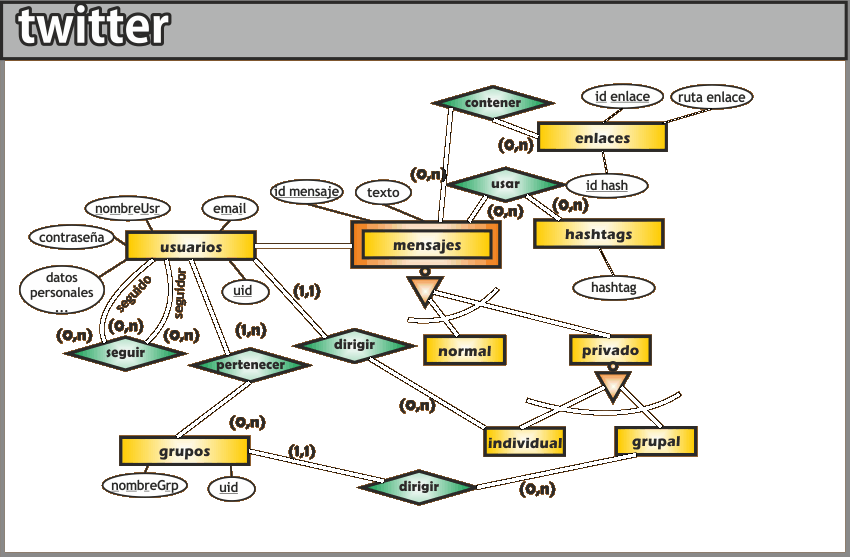 twitter
contener
id enlace
ruta enlace
enlaces
(0,n)
(0,n)
usar
id hash
(0,n)
(0,n)
hashtags
hashtag
id mensaje
texto
mensajes
nombreUsr
email
contraseña
usuarios
datos
personales
...
uid
seguido
seguidor
(0,n)
(0,n)
(0,n)
seguir
(1,n)
(1,1)
pertenecer
dirigir
normal
privado
(0,n)
(0,n)
individual
grupal
grupos
(1,1)
nombreGrp
uid
dirigir
(0,n)